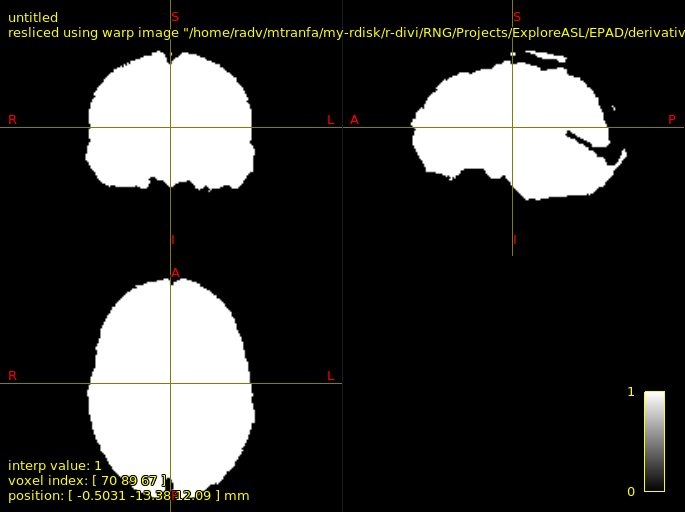 untitled
resliced using warp image "/home/radv/mtranfa/my-rdisk/r-divi/RNG/Projects/ExploreASL/EPAD/derivativ
S
S
R
L
A
P
I
I
A
R
L
1
interp value: 1
voxel index: [ 70 89 67 ]
0
position: [ -0.5031 -13.38 12.09 ] mm